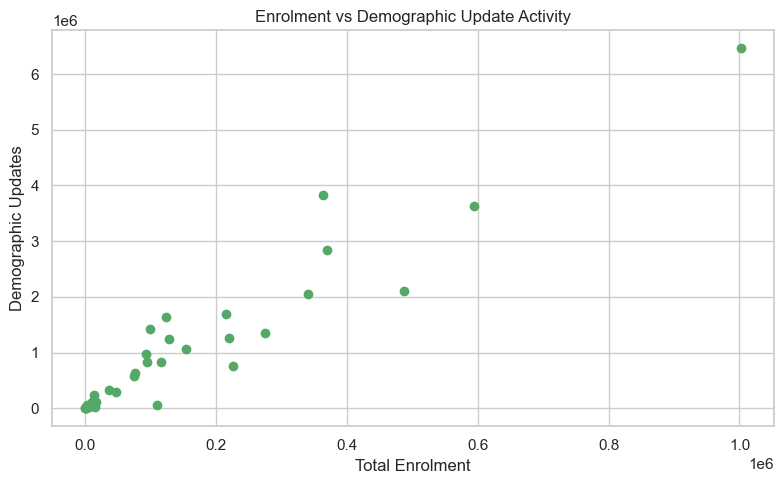 Enrolment vs Demographic Update Activity
1e6
6
5
4
3
2
1
0
Demographic Updates
0.0 0.2 0.4 0.6 0.8 1.0
1e6
Total Enrolment